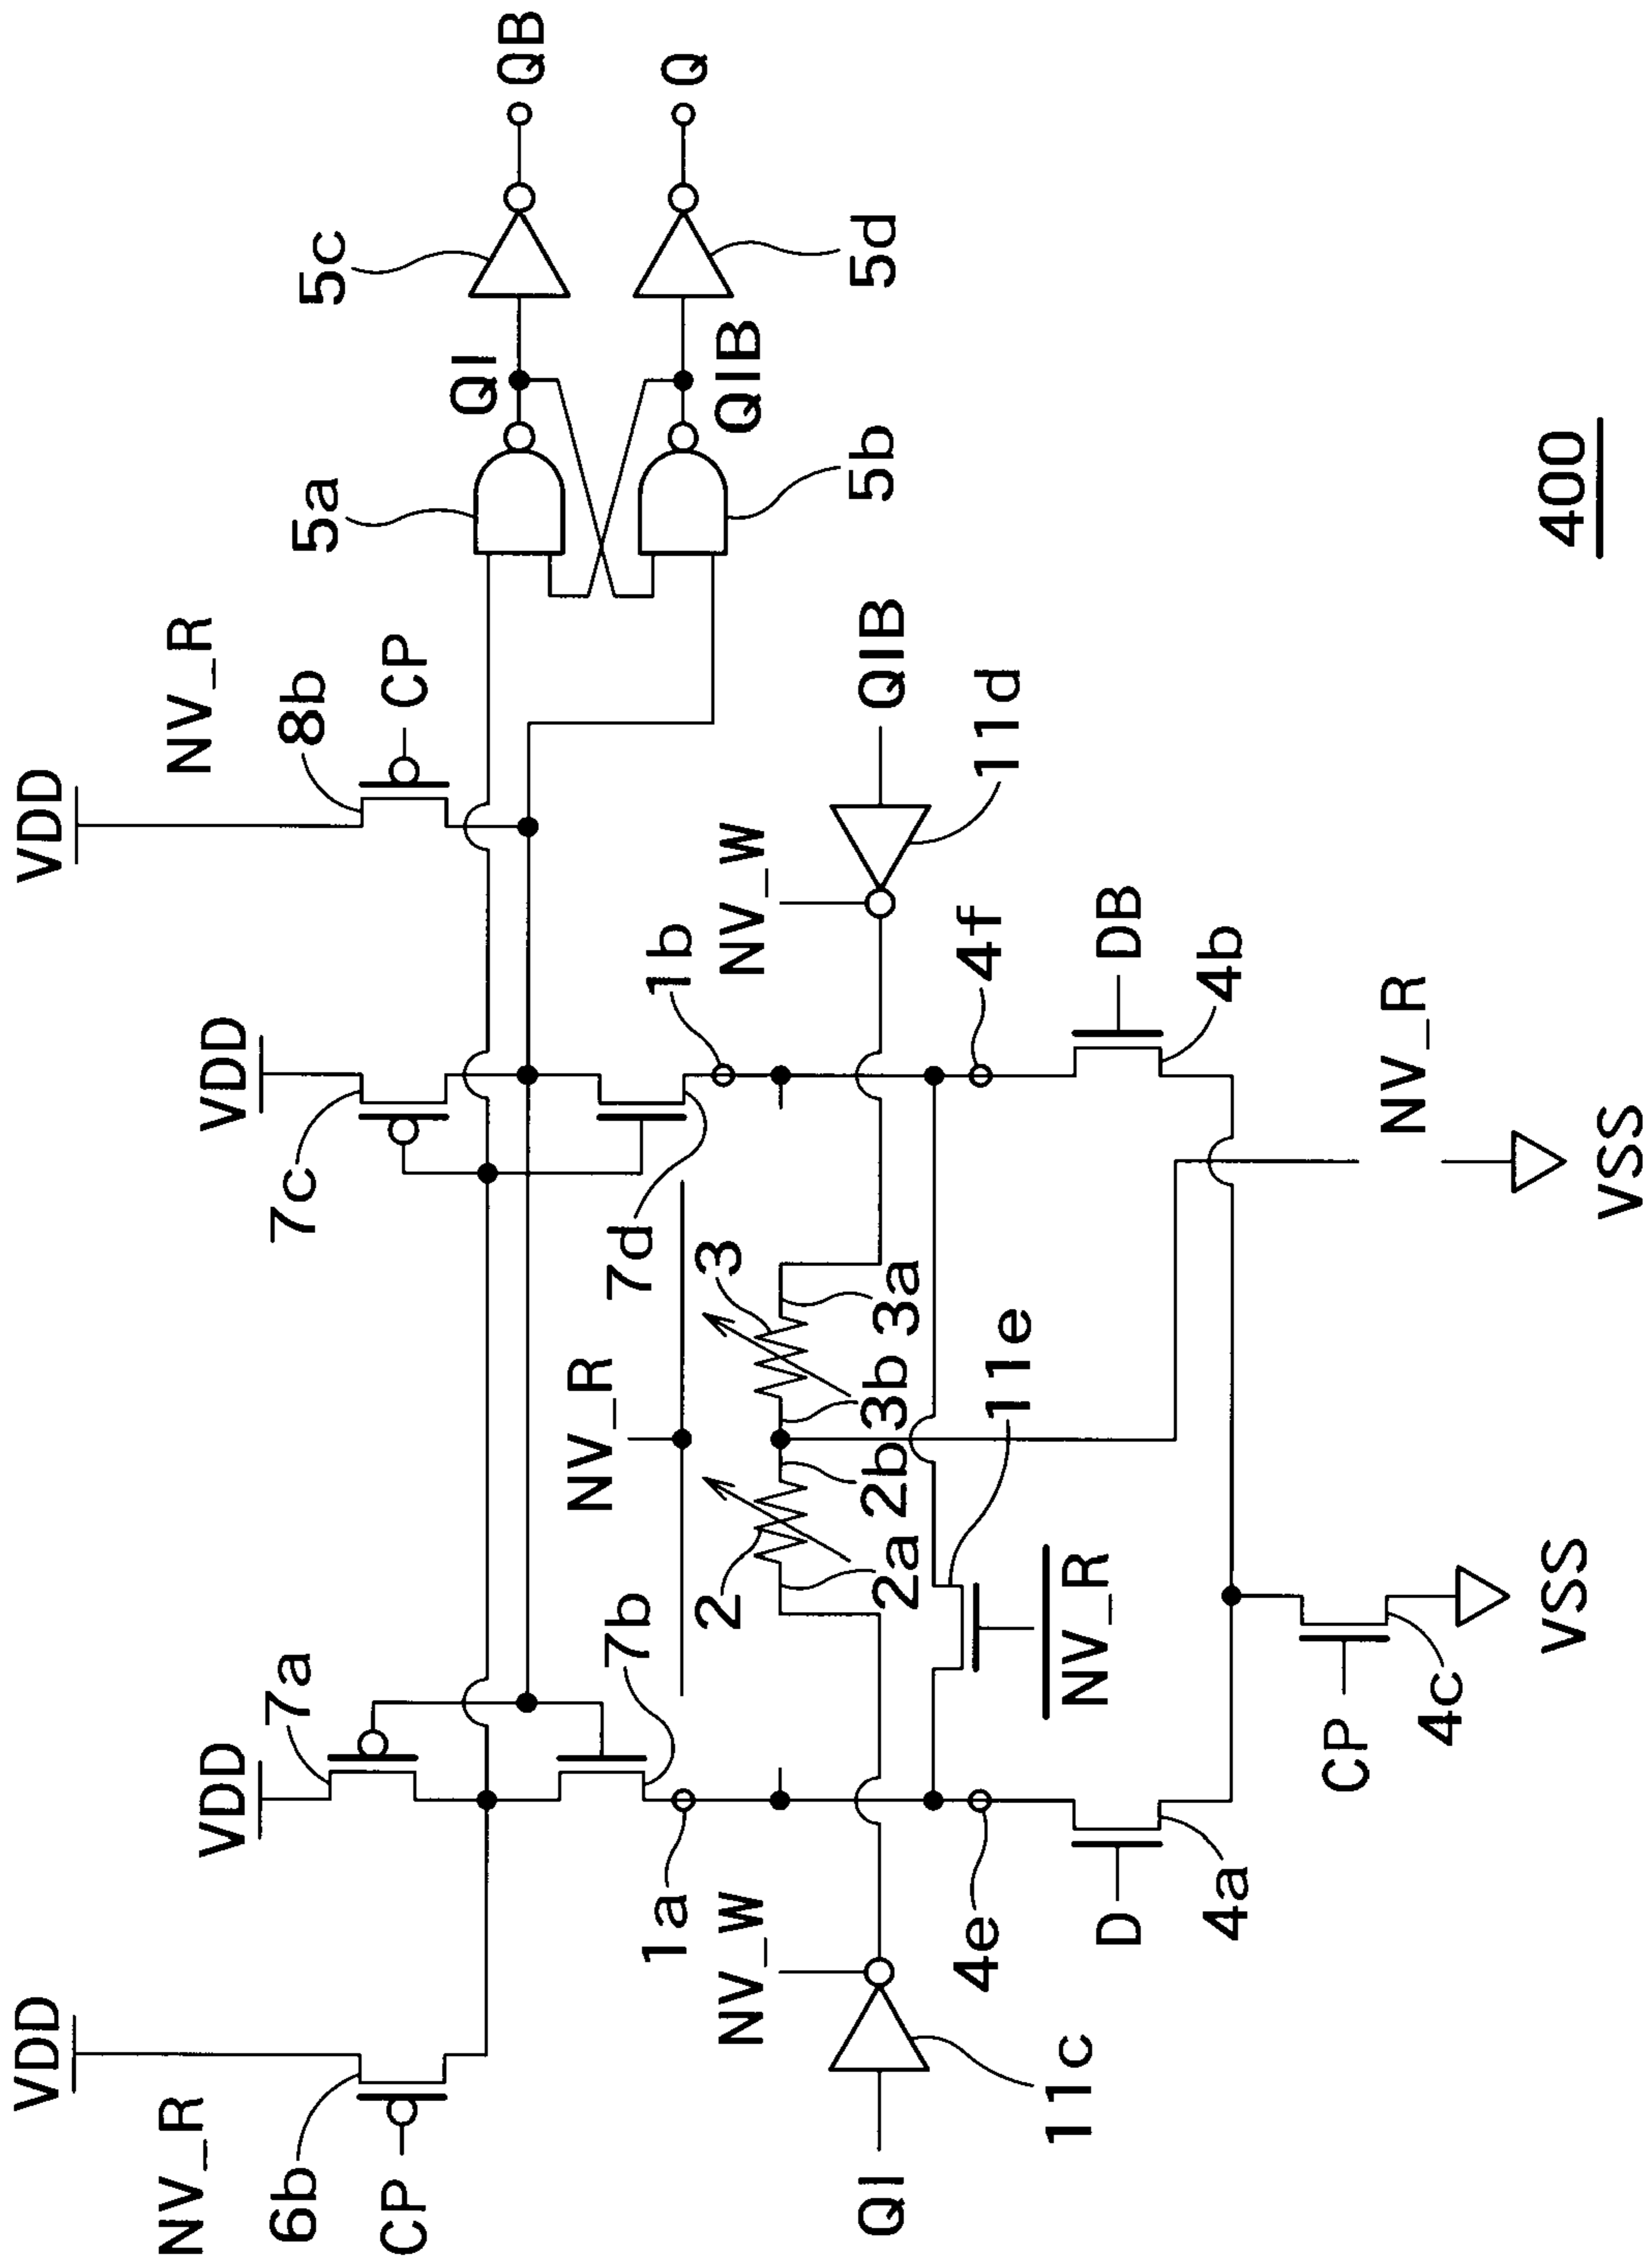 VDD
NV_R
6b
CP
VDD
7a
VDD
7c
VDD
NV_R
8b
CP
5a
QI
5c
QB
5b
QIB
5d
Q
7b
7d
1a
1b
NV_R
NV_W
NV_W
2
3
2a
2b
3b
3a
QI
11c
QIB
11d
4e
4f
11e
NV_R
D
4a
DB
4b
CP
4c
VSS
NV_R
VSS
400